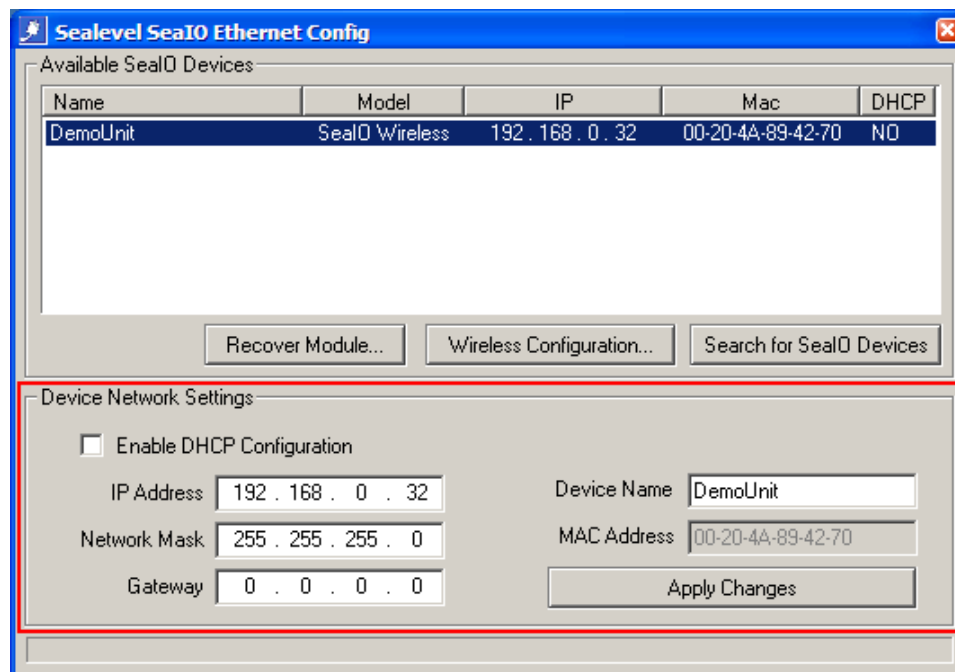 Sealevel SeaIO Ethernet Config
Available SeaIO Devices
Name Model IP Mac DHCP
DemoUnit SeaIO Wireless 192 . 168 . 0 . 32 00-20-4A-89-42-70 NO
Recover Module... Wireless Configuration... Search for SeaIO Devices
Device Network Settings
Enable DHCP Configuration
IP Address 192 . 168 . 0 . 32 Device Name DemoUnit
Network Mask 255 . 255 . 255 . 0 MAC Address 00-20-4A-89-42-70
Gateway 0 . 0 . 0 . 0 Apply Changes